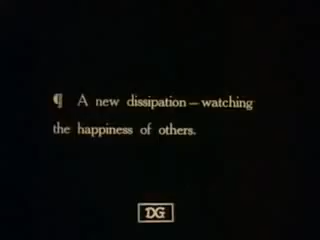 ¶ A new dissipation — watching
the happiness of others.
DG